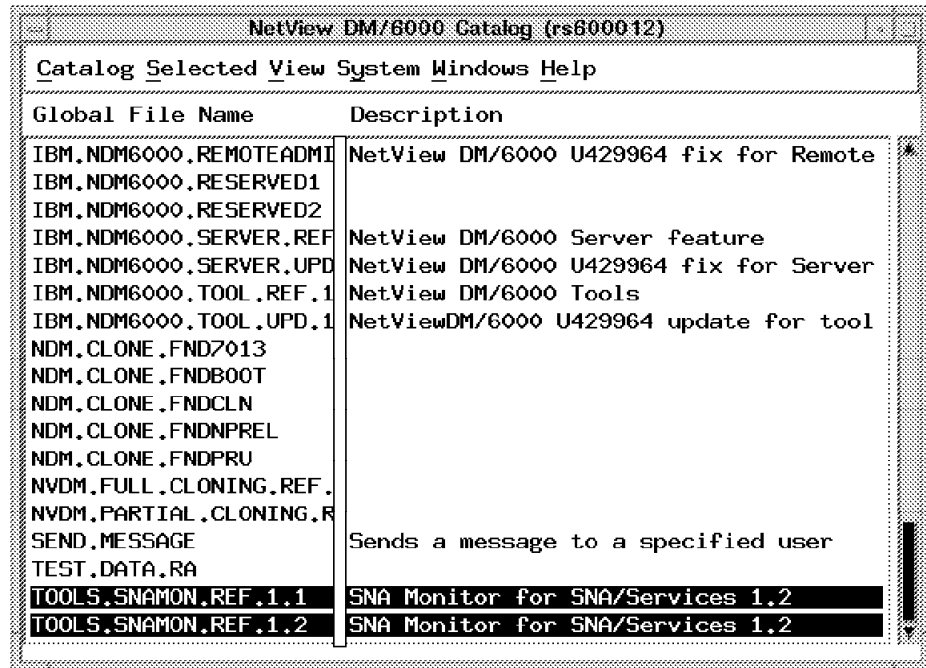 NetView DM/6000 Catalog (rs600012)
Catalog Selected View System Windows Help
Global File Name Description
IBM.NDM6000.REMOTEADMI NetView DM/6000 U429964 fix for Remote
IBM.NDM6000.RESERVED1
IBM.NDM6000.RESERVED2
IBM.NDM6000.SERVER.REF NetView DM/6000 Server feature
IBM.NDM6000.SERVER.UPD NetView DM/6000 U429964 fix for Server
IBM.NDM6000.TOOL.REF.1 NetView DM/6000 Tools
IBM.NDM6000.TOOL.UPD.1 NetViewDM/6000 U429964 update for tool
NDM.CLONE.FND7013
NDM.CLONE.FNDBOOT
NDM.CLONE.FNDCLN
NDM.CLONE.FNDNPREL
NDM.CLONE.FNDPRU
NVDM.FULL.CLONING.REF.
NVDM.PARTIAL.CLONING.R
SEND.MESSAGE Sends a message to a specified user
TEST.DATA.RA
TOOLS.SNAMON.REF.1.1 SNA Monitor for SNA/Services 1.2
TOOLS.SNAMON.REF.1.2 SNA Monitor for SNA/Services 1.2